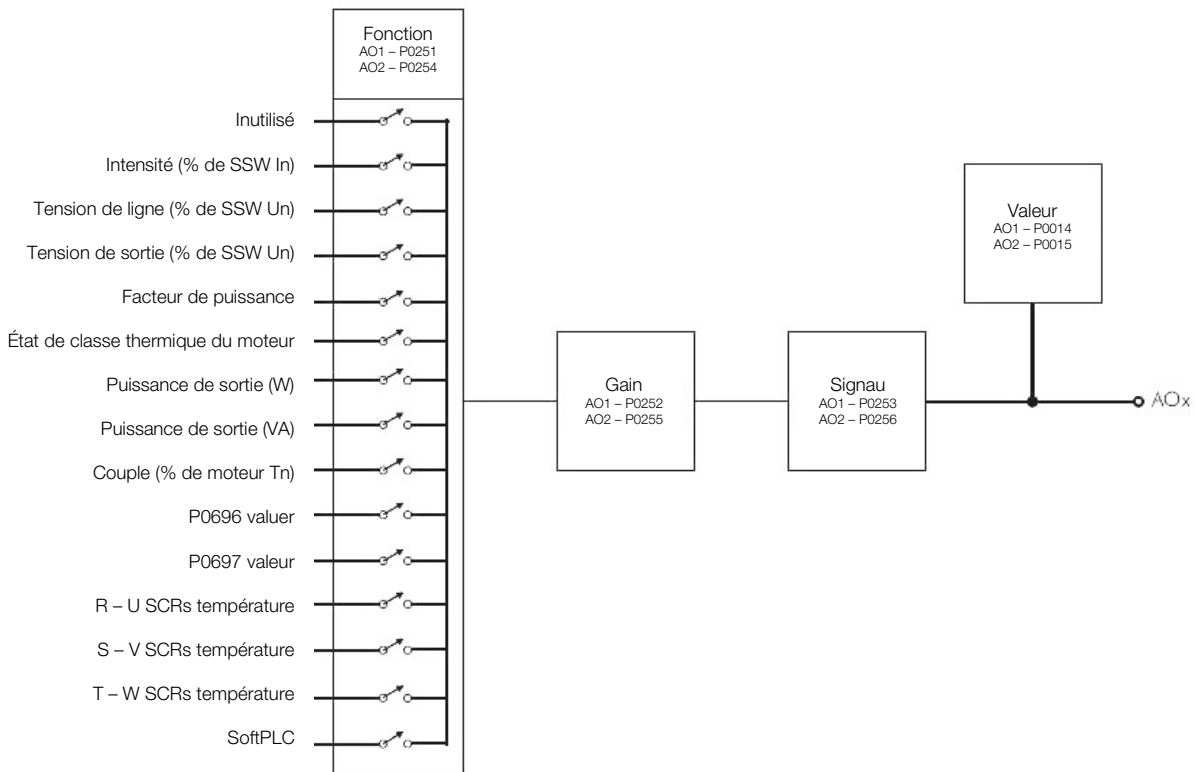 Fonction
AO1 – P0251
AO2 – P0254
Inutilisé
Intensité (% de SSW In)
Tension de ligne (% de SSW Un)
Tension de sortie (% de SSW Un)
Facteur de puissance
État de classe thermique du moteur
Puissance de sortie (W)
Puissance de sortie (VA)
Couple (% de moteur Tn)
P0696 valuer
P0697 valeur
R – U SCRs température
S – V SCRs température
T – W SCRs température
SoftPLC
Gain
AO1 – P0252
AO2 – P0255
Signau
AO1 – P0253
AO2 – P0256
Valeur
AO1 – P0014
AO2 – P0015
AOx